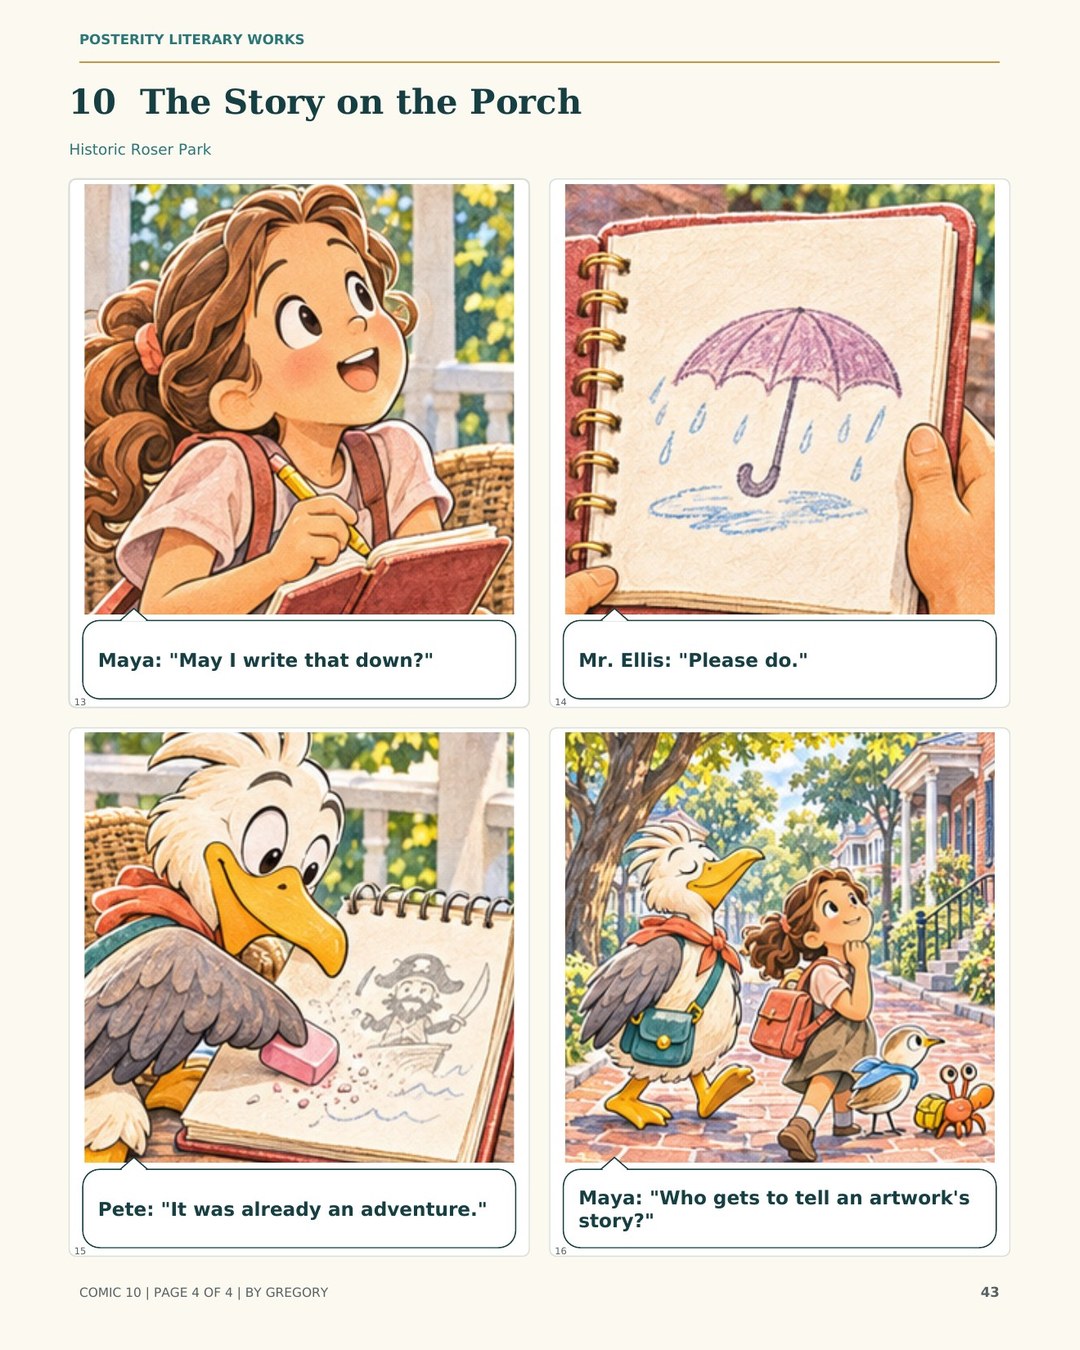 POSTERITY LITERARY WORKS
10 The Story on the Porch
Historic Roser Park
Maya: "May I write that down?"
13
Mr. Ellis: "Please do."
14
Pete: "It was already an adventure."
15
Maya: "Who gets to tell an artwork's
story?"
16
COMIC 10 | PAGE 4 OF 4 | BY GREGORY
43